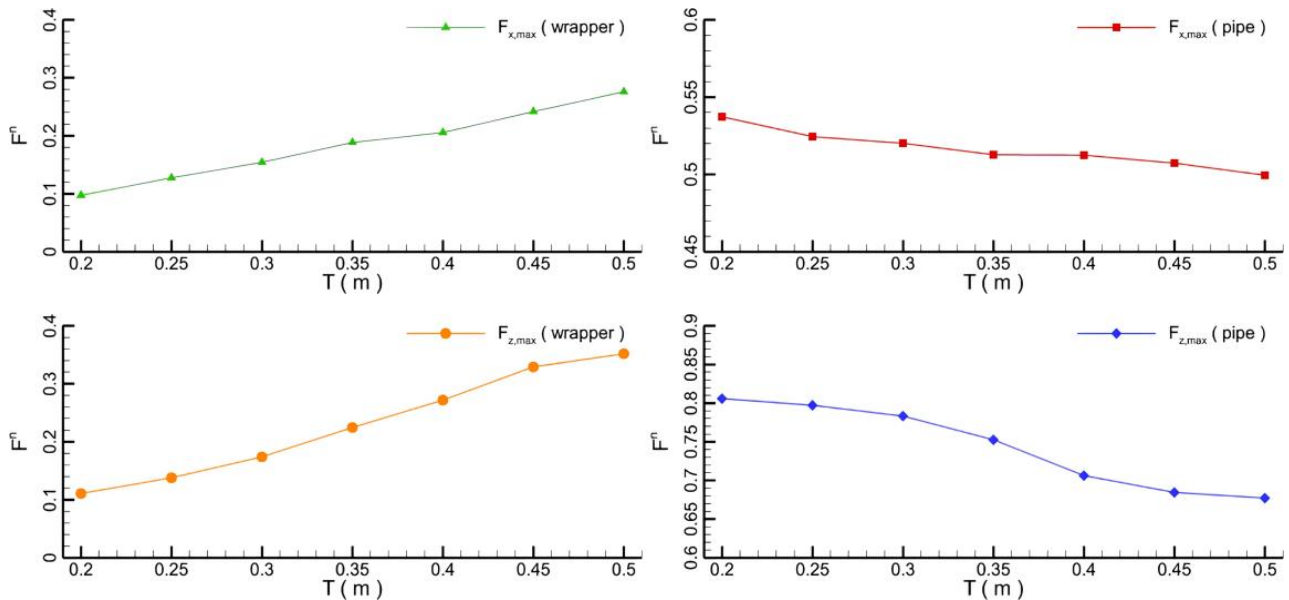 F_x,max ( wrapper )
0.4
0.3
0.2
0.1
0
F^n
0.2 0.25 0.3 0.35 0.4 0.45 0.5
T ( m )
F_x,max ( pipe )
0.6
0.55
0.5
0.45
F^n
0.2 0.25 0.3 0.35 0.4 0.45 0.5
T ( m )
F_z,max ( wrapper )
0.4
0.3
0.2
0.1
0
F^n
0.2 0.25 0.3 0.35 0.4 0.45 0.5
T ( m )
F_z,max ( pipe )
0.9
0.85
0.8
0.75
0.7
0.65
0.6
F^n
0.2 0.25 0.3 0.35 0.4 0.45 0.5
T ( m )